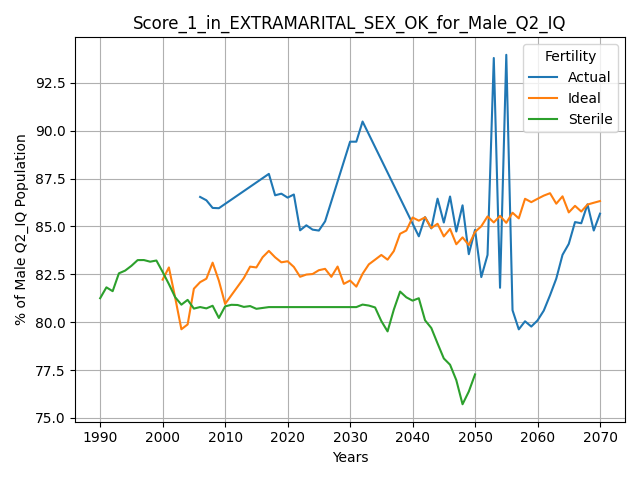 Score_1_in_EXTRAMARITAL_SEX_OK_for_Male_Q2_IQ
Fertility
Actual
Ideal
Sterile
% of Male Q2_IQ Population
92.5
90.0
87.5
85.0
82.5
80.0
77.5
75.0
1990 2000 2010 2020 2030 2040 2050 2060 2070
Years